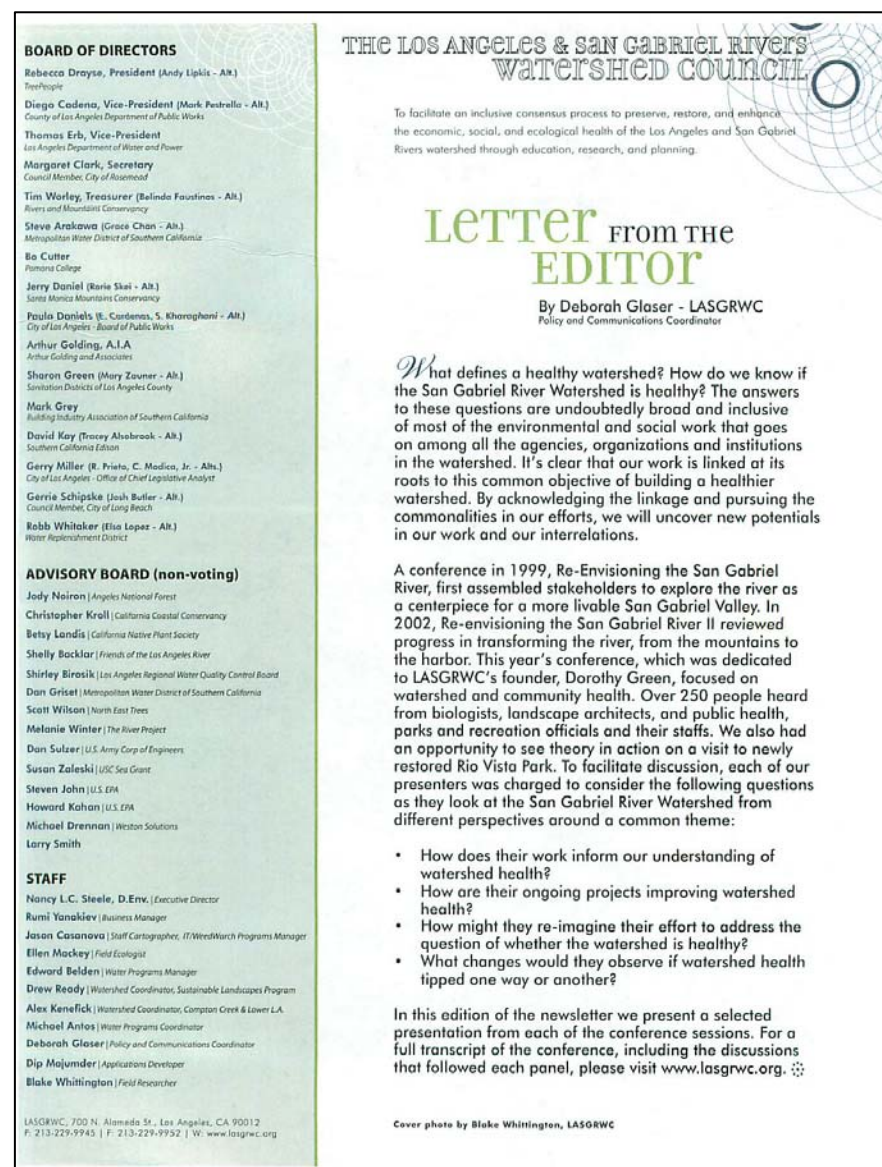 BOARD OF DIRECTORS
Rebecca Drayse, President (Andy Lipkis - Alt.)
TreePeople
Diego Cadena, Vice-President (Mark Pestrella - Alt.)
County of Los Angeles Department of Public Works
Thomas Erb, Vice-President
Los Angeles Department of Water and Power
Margaret Clark, Secretary
Council Member, City of Rosemead
Tim Worley, Treasurer (Belinda Faustinos - Alt.)
Rivers and Mountains Conservancy
Steve Arakawa (Grace Chan - Alt.)
Metropolitan Water District of Southern California
Bo Cutter
Pomona College
Jerry Daniel (Rorie Skei - Alt.)
Santa Monica Mountains Conservancy
Paula Daniels (E. Cardenas, S. Kharaghani - Alt.)
City of Los Angeles - Board of Public Works
Arthur Golding, A.I.A
Arthur Golding and Associates
Sharon Green (Mary Zauner - Alt.)
Sanitation Districts of Los Angeles County
Mark Grey
Building Industry Association of Southern California
David Kay (Tracey Alsobrook - Alt.)
Southern California Edison
Gerry Miller (R. Prieto, C. Modica, Jr. - Alts.)
City of Los Angeles - Office of Chief Legislative Analyst
Gerrie Schipske (Josh Butler - Alt.)
Council Member, City of Long Beach
Robb Whitaker (Elsa Lopez - Alt.)
Water Replenishment District
ADVISORY BOARD (non-voting)
Jody Noiron | Angeles National Forest
Christopher Kroll | California Coastal Conservancy
Betsy Landis | California Native Plant Society
Shelly Backlar | Friends of the Los Angeles River
Shirley Birosik | Los Angeles Regional Water Quality Control Board
Dan Griset | Metropolitan Water District of Southern California
Scott Wilson | North East Trees
Melanie Winter | The River Project
Dan Sulzer | U.S. Army Corp of Engineers
Susan Zaleski | USC Sea Grant
Steven John | U.S. EPA
Howard Kahan | U.S. EPA
Michael Drennan | Weston Solutions
Larry Smith
STAFF
Nancy L.C. Steele, D.Env. | Executive Director
Rumi Yanakiev | Business Manager
Jason Casanova | Staff Cartographer, IT/WeedWatch Programs Manager
Ellen Mackey | Field Ecologist
Edward Belden | Water Programs Manager
Drew Ready | Watershed Coordinator, Sustainable Landscapes Program
Alex Kenefick | Watershed Coordinator, Compton Creek & Lower L.A.
Michael Antos | Water Programs Coordinator
Deborah Glaser | Policy and Communications Coordinator
Dip Majumder | Applications Developer
Blake Whittington | Field Researcher
LASGRWC, 700 N. Alameda St., Los Angeles, CA 90012
P: 213-229-9945 | F: 213-229-9952 | W: www.lasgrwc.org
THE LOS ANGELES & SAN GABRIEL RIVERS
WATERSHED COUNCIL
To facilitate an inclusive consensus process to preserve, restore, and enhance
the economic, social, and ecological health of the Los Angeles and San Gabriel
Rivers watershed through education, research, and planning.
LETTER FROM THE
EDITOR
By Deborah Glaser - LASGRWC
Policy and Communications Coordinator
What defines a healthy watershed? How do we know if
the San Gabriel River Watershed is healthy? The answers
to these questions are undoubtedly broad and inclusive
of most of the environmental and social work that goes
on among all the agencies, organizations and institutions
in the watershed. It's clear that our work is linked at its
roots to this common objective of building a healthier
watershed. By acknowledging the linkage and pursuing the
commonalities in our efforts, we will uncover new potentials
in our work and our interrelations.
A conference in 1999, Re-Envisioning the San Gabriel
River, first assembled stakeholders to explore the river as
a centerpiece for a more livable San Gabriel Valley. In
2002, Re-envisioning the San Gabriel River II reviewed
progress in transforming the river, from the mountains to
the harbor. This year's conference, which was dedicated
to LASGRWC's founder, Dorothy Green, focused on
watershed and community health. Over 250 people heard
from biologists, landscape architects, and public health,
parks and recreation officials and their staffs. We also had
an opportunity to see theory in action on a visit to newly
restored Rio Vista Park. To facilitate discussion, each of our
presenters was charged to consider the following questions
as they look at the San Gabriel River Watershed from
different perspectives around a common theme:
• How does their work inform our understanding of
watershed health?
• How are their ongoing projects improving watershed
health?
• How might they re-imagine their effort to address the
question of whether the watershed is healthy?
• What changes would they observe if watershed health
tipped one way or another?
In this edition of the newsletter we present a selected
presentation from each of the conference sessions. For a
full transcript of the conference, including the discussions
that followed each panel, please visit www.lasgrwc.org.
Cover photo by Blake Whittington, LASGRWC